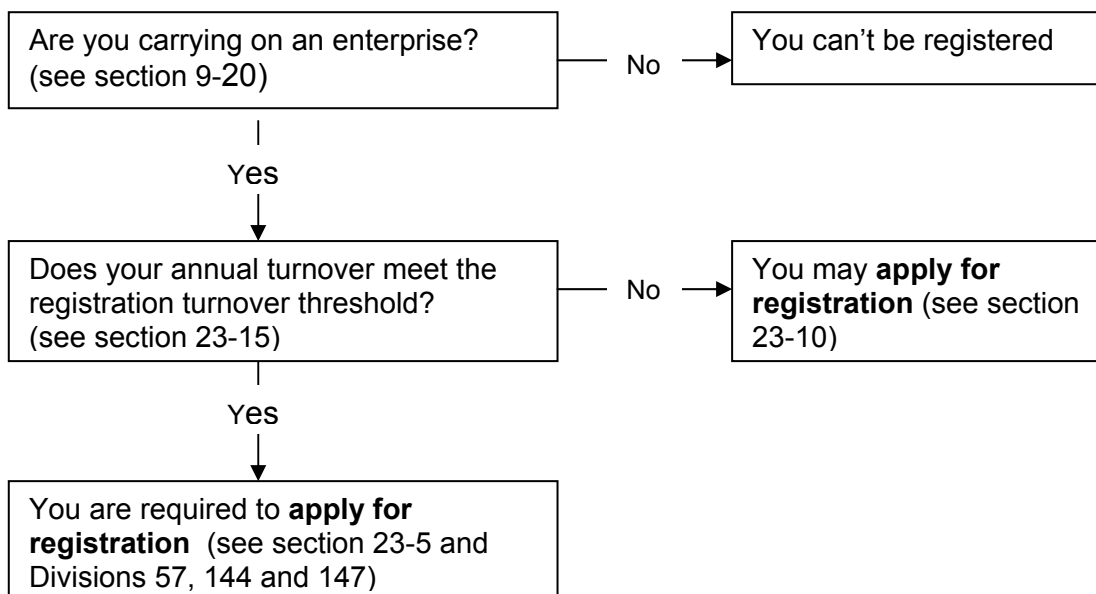 Are you carrying on an enterprise?
(see section 9-20)
No
You can’t be registered
Yes
Does your annual turnover meet the
registration turnover threshold?
(see section 23-15)
No
You may apply for
registration (see section
23-10)
Yes
You are required to apply for
registration (see section 23-5 and
Divisions 57, 144 and 147)